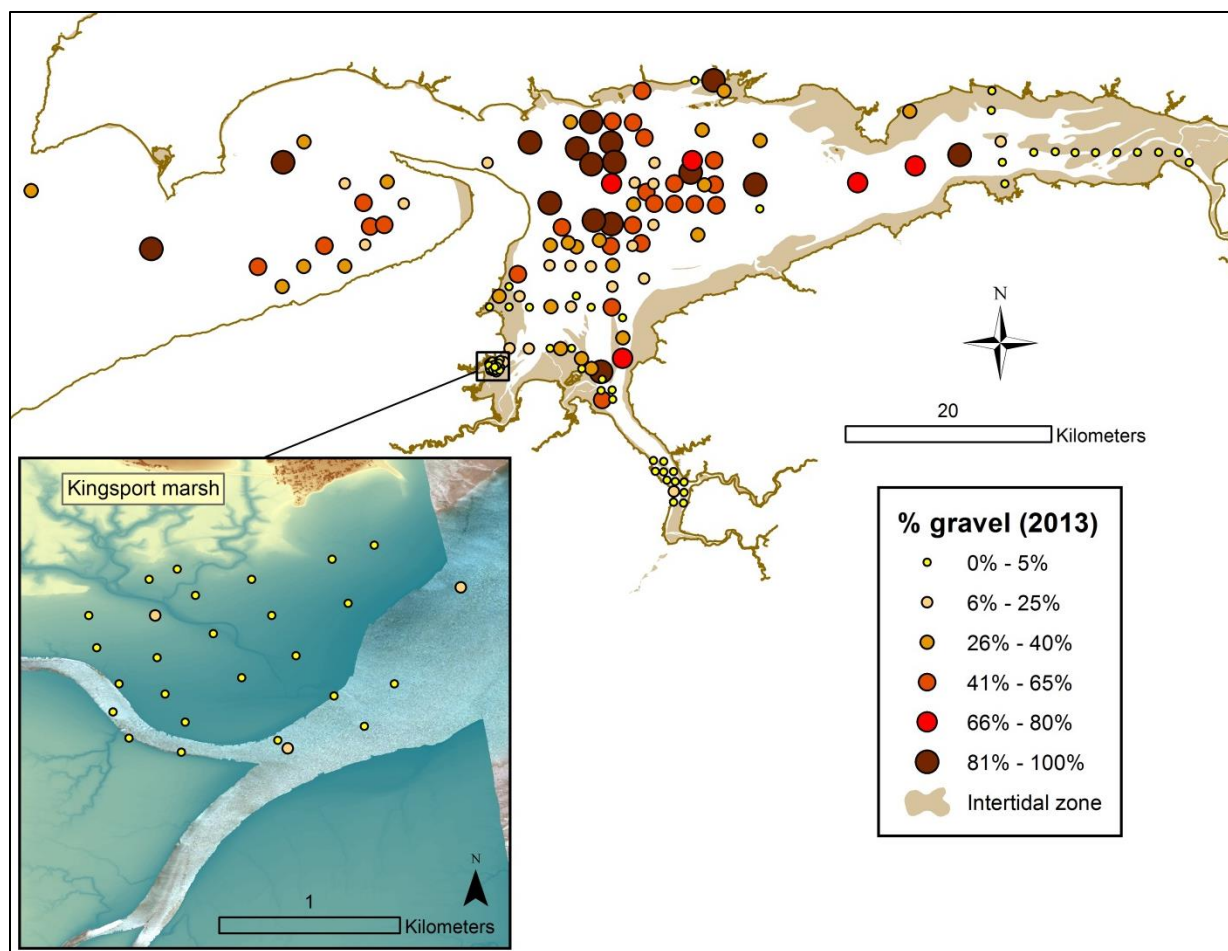 N
20
Kilometers
Kingsport marsh
N
1
Kilometers
% gravel (2013)
0% - 5%
6% - 25%
26% - 40%
41% - 65%
66% - 80%
81% - 100%
Intertidal zone